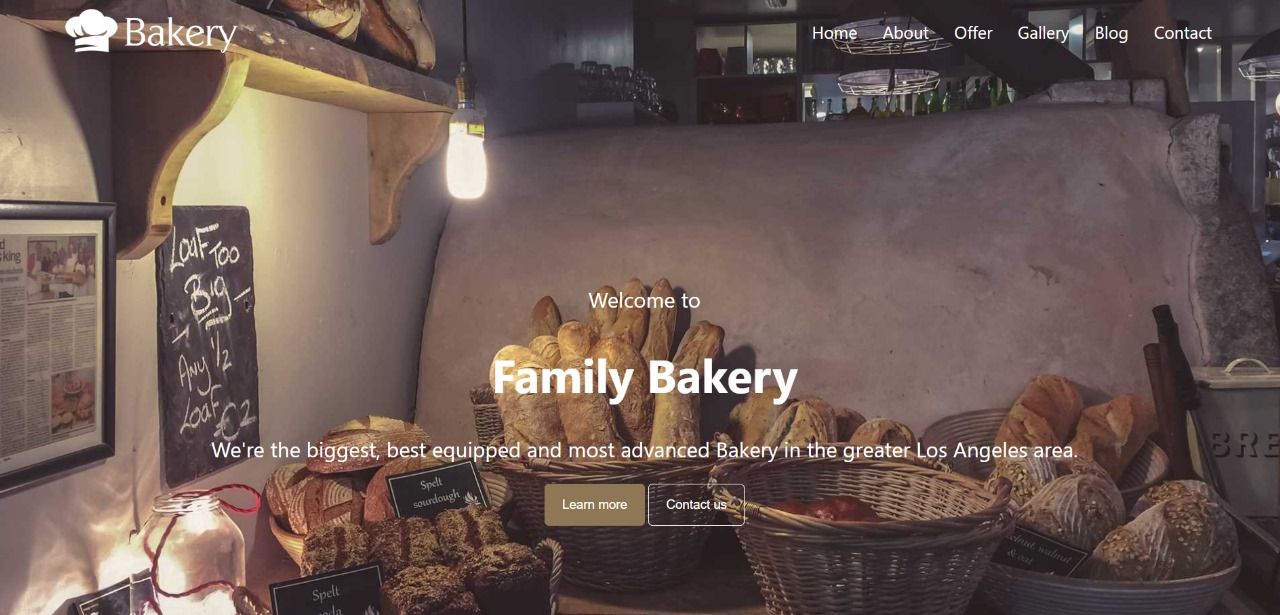 Bakery
Home About Offer Gallery Blog Contact
LOAF TOO
BIG
ANY 1/2
LOAF £2
Welcome to
Family Bakery
We're the biggest, best equipped and most advanced Bakery in the greater Los Angeles area.
Spelt
sourdough
Learn more
Contact us
walnut
& oat
Spelt